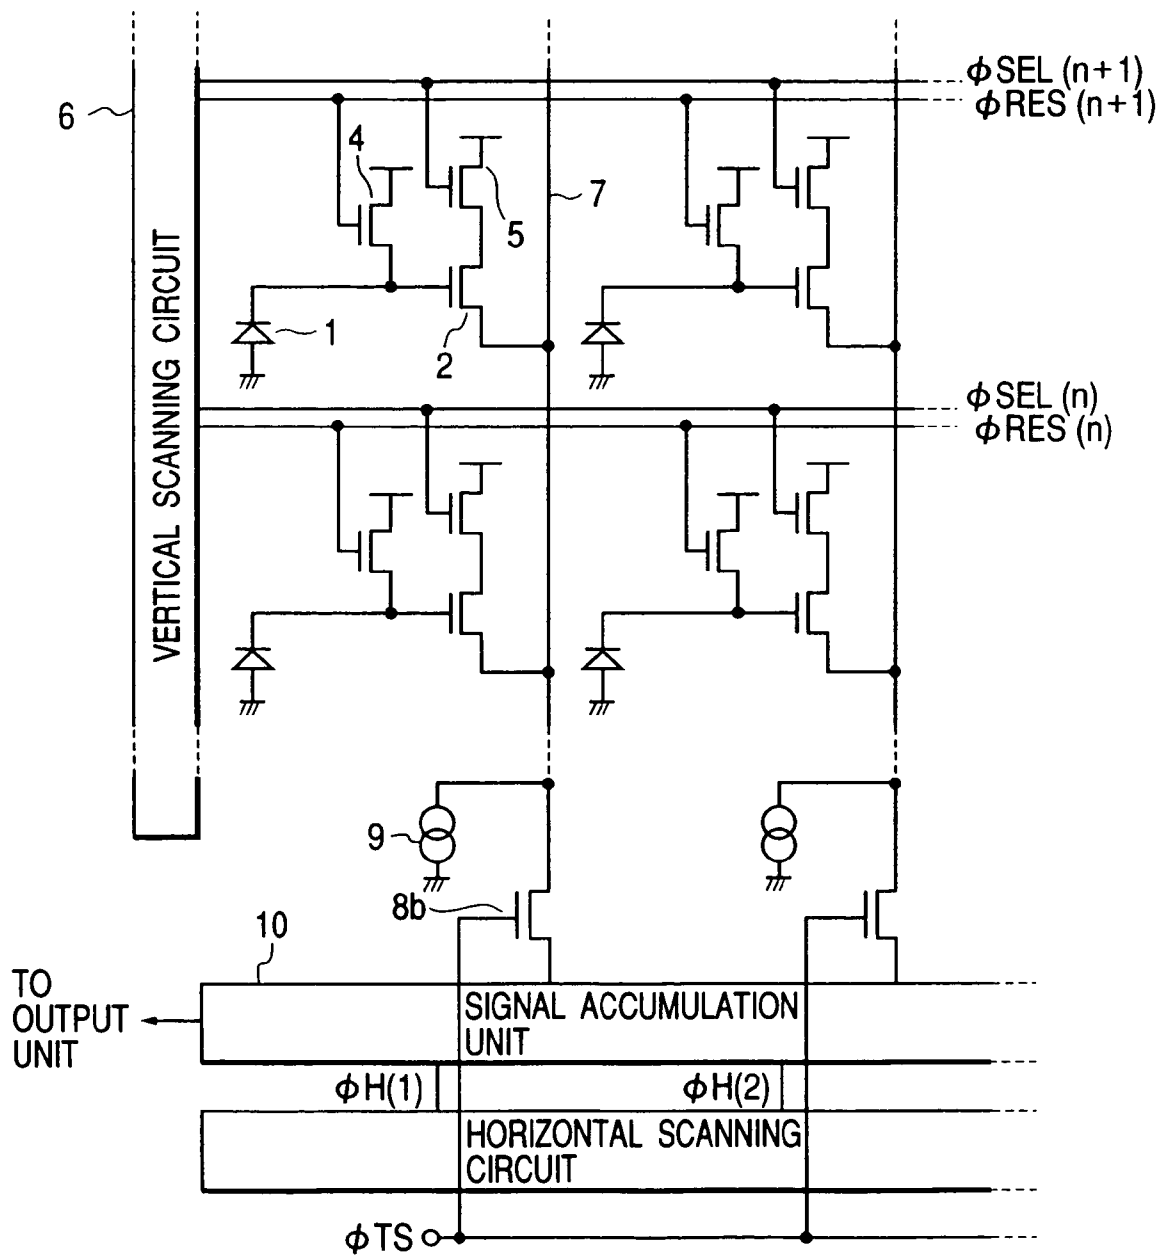 φSEL (n+1)
φRES (n+1)
6
4
5
7
1
2
VERTICAL SCANNING CIRCUIT
φSEL (n)
φRES (n)
9
8b
10
TO
OUTPUT
UNIT
SIGNAL ACCUMULATION
UNIT
φH(1)
φH(2)
HORIZONTAL SCANNING
CIRCUIT
φTS